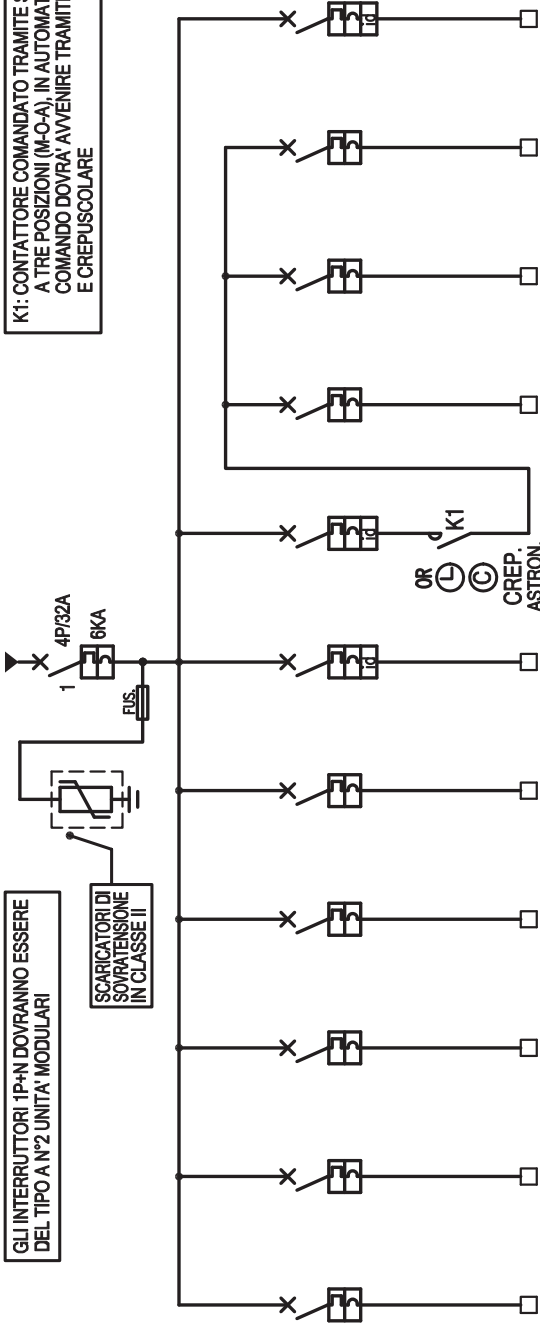 GLI INTERRUTTORI 1P+N DOVRANNO ESSERE
DEL TIPO A N°2 UNITA' MODULARI
SCARICATORI DI
SOVRATENSIONE
IN CLASSE II
FUS.
1
4P/32A
6KA
K1: CONTATTORE COMANDATO TRAMITE
A TRE POSIZIONI (M-O-A), IN AUTOMAT
COMANDO DOVRA' AVVENIRE TRAMIT
E CREPUSCOLARE
id
id
id
OR
L
C
CREP.
ASTRON.
K1